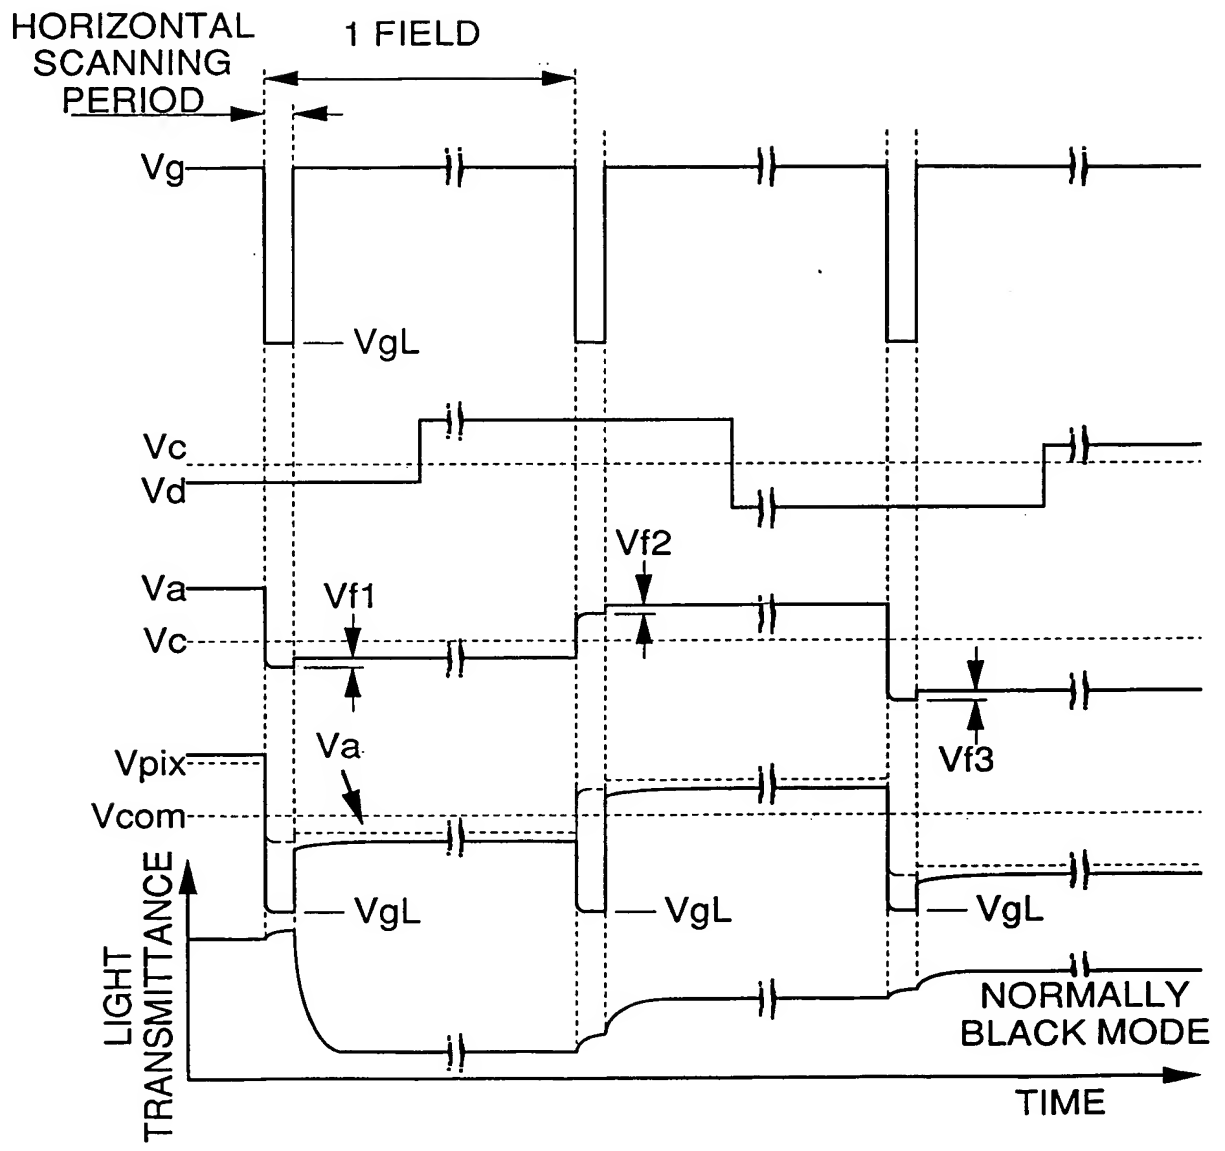 HORIZONTAL
SCANNING
PERIOD
1 FIELD
Vg
VgL
Vc
Vd
Vf2
Va
Vf1
Vc
Va
Vf3
Vpix
Vcom
VgL
VgL
VgL
LIGHT
TRANSMITTANCE
NORMALLY
BLACK MODE
TIME